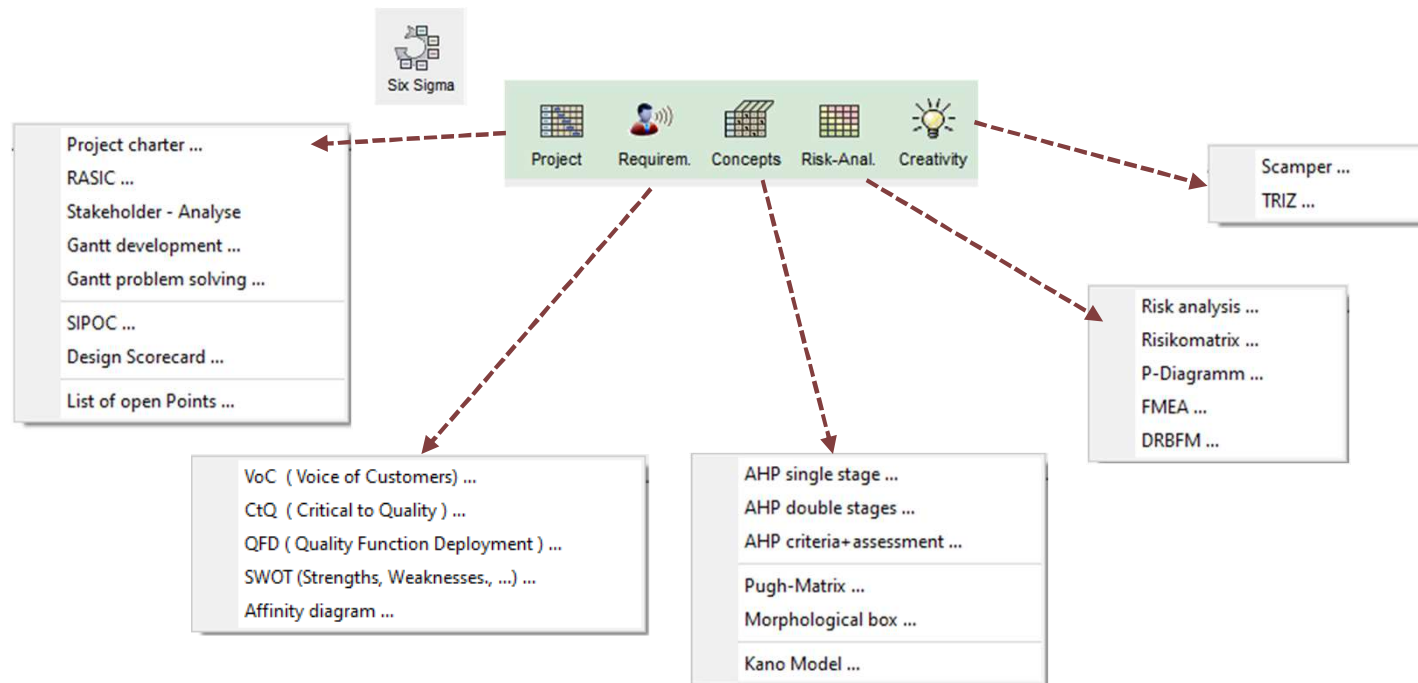 Six Sigma
Project
Requirem.
Concepts
Risk-Anal.
Creativity
Project charter ...
RASIC ...
Stakeholder - Analyse
Gantt development ...
Gantt problem solving ...
SIPOC ...
Design Scorecard ...
List of open Points ...
VoC ( Voice of Customers) ...
CtQ ( Critical to Quality ) ...
QFD ( Quality Function Deployment ) ...
SWOT (Strengths, Weaknesses., ...) ...
Affinity diagram ...
AHP single stage ...
AHP double stages ...
AHP criteria+assessment ...
Pugh-Matrix ...
Morphological box ...
Kano Model ...
Risk analysis ...
Risikomatrix ...
P-Diagramm ...
FMEA ...
DRBFM ...
Scamper ...
TRIZ ...